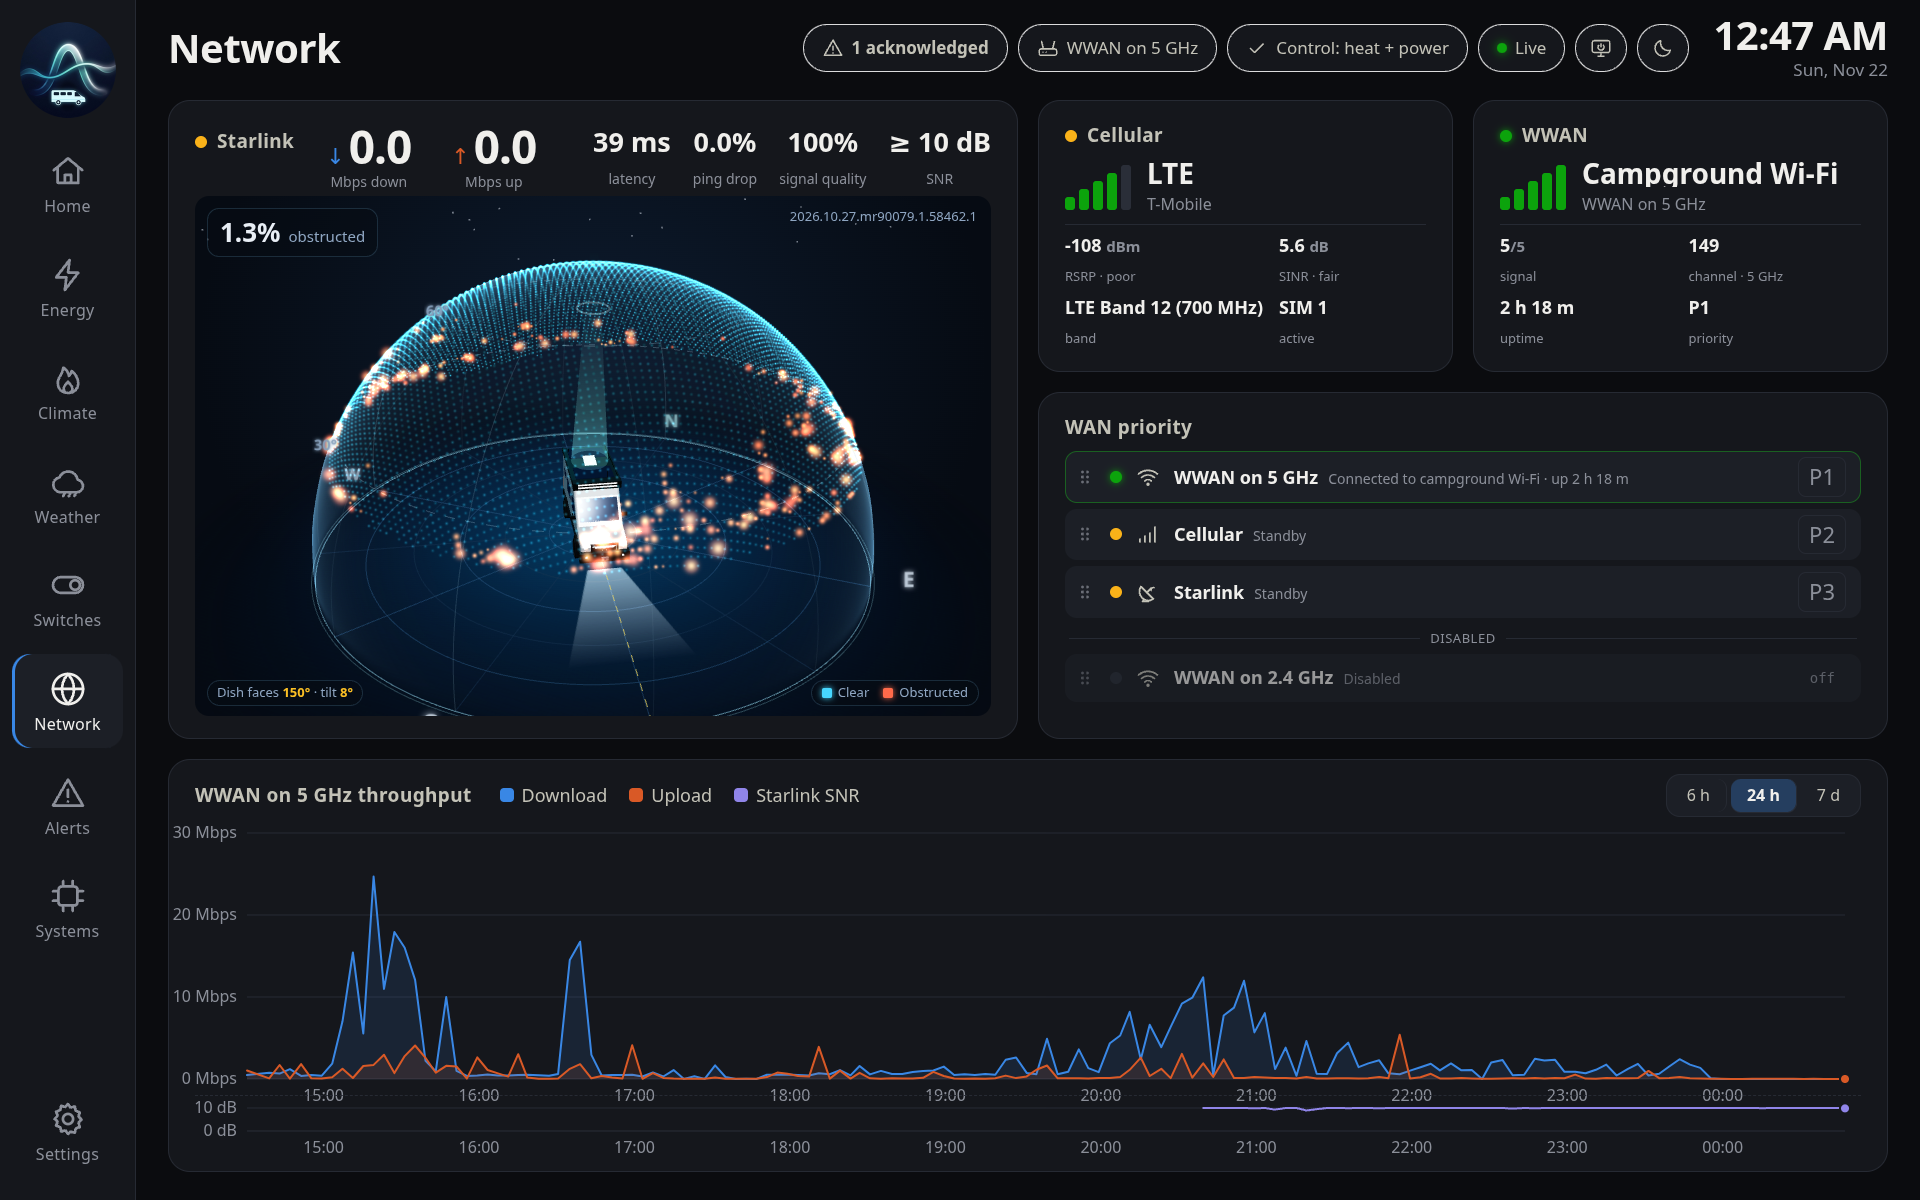 Network
1 acknowledged
WWAN on 5 GHz
Control: heat + power
Live
12:47 AM
Sun, Nov 22
Home
Energy
Climate
Weather
Switches
Network
Alerts
Systems
Settings
Starlink
↓ 0.0
Mbps down
↑ 0.0
Mbps up
39 ms
latency
0.0%
ping drop
100%
signal quality
≥ 10 dB
SNR
1.3% obstructed
2026.10.27.mr90079.1.58462.1
60°
30°
W
N
E
Dish faces 150° · tilt 8°
Clear
Obstructed
Cellular
LTE
T-Mobile
-108 dBm
RSRP · poor
5.6 dB
SINR · fair
LTE Band 12 (700 MHz)
band
SIM 1
active
WWAN
Campground Wi-Fi
WWAN on 5 GHz
5/5
signal
149
channel · 5 GHz
2 h 18 m
uptime
P1
priority
WAN priority
WWAN on 5 GHz Connected to campground Wi-Fi · up 2 h 18 m P1
Cellular Standby P2
Starlink Standby P3
DISABLED
WWAN on 2.4 GHz Disabled off
WWAN on 5 GHz throughput
Download
Upload
Starlink SNR
6 h
24 h
7 d
30 Mbps
20 Mbps
10 Mbps
0 Mbps
15:00 16:00 17:00 18:00 19:00 20:00 21:00 22:00 23:00 00:00
10 dB
0 dB
15:00 16:00 17:00 18:00 19:00 20:00 21:00 22:00 23:00 00:00